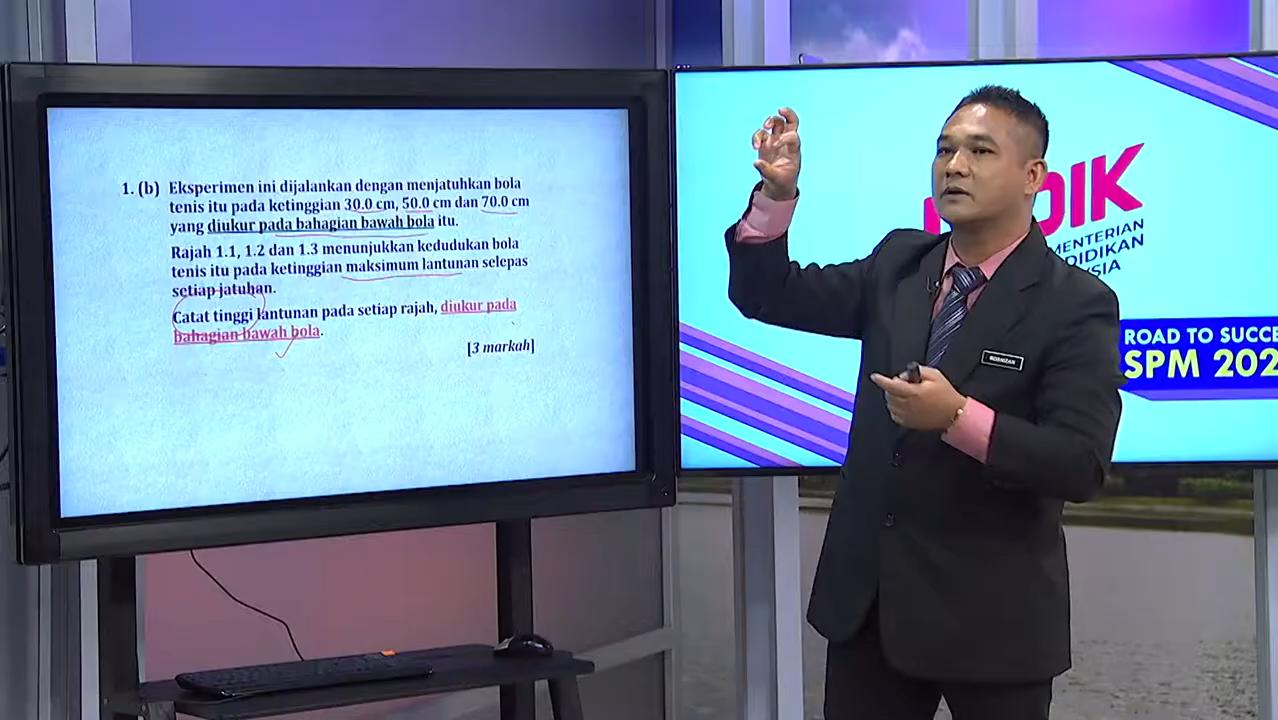 1. (b) Eksperimen ini dijalankan dengan menjatuhkan bola
tenis itu pada ketinggian 30.0 cm, 50.0 cm dan 70.0 cm
yang diukur pada bahagian bawah bola itu.
Rajah 1.1, 1.2 dan 1.3 menunjukkan kedudukan bola
tenis itu pada ketinggian maksimum lantunan selepas
setiap jatuhan.
Catat tinggi lantunan pada setiap rajah, diukur pada
bahagian bawah bola.
[3 markah]
DIK
MENTERIAN
DIDIKAN
SIA
ROAD TO SUCCE
SPM 202